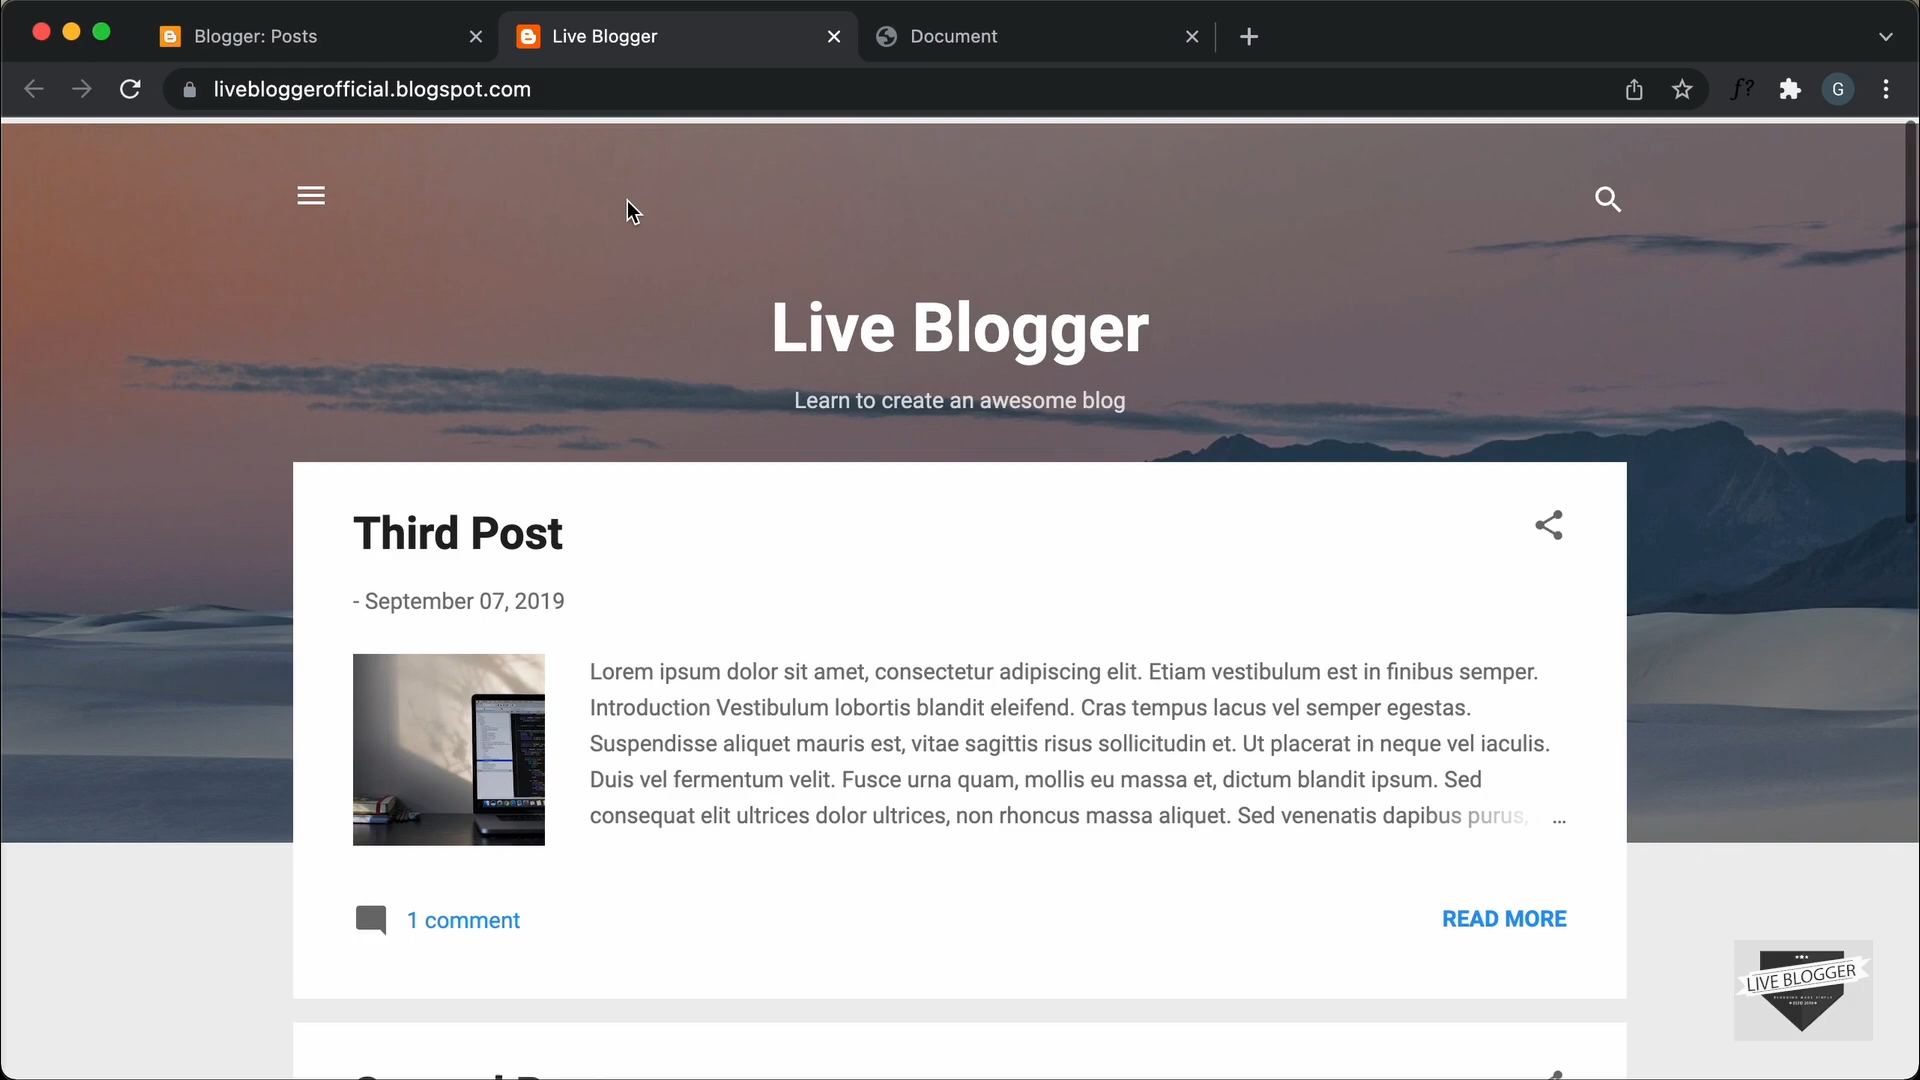 Blogger: Posts
Live Blogger
Document
livebloggerofficial.blogspot.com
f?
G
Live Blogger
Learn to create an awesome blog
Third Post
- September 07, 2019
Lorem ipsum dolor sit amet, consectetur adipiscing elit. Etiam vestibulum est in finibus semper.
Introduction Vestibulum lobortis blandit eleifend. Cras tempus lacus vel semper egestas.
Suspendisse aliquet mauris est, vitae sagittis risus sollicitudin et. Ut placerat in neque vel iaculis.
Duis vel fermentum velit. Fusce urna quam, mollis eu massa et, dictum blandit ipsum. Sed
consequat elit ultrices dolor ultrices, non rhoncus massa aliquet. Sed venenatis dapibus purus, ...
1 comment
READ MORE
LIVE BLOGGER